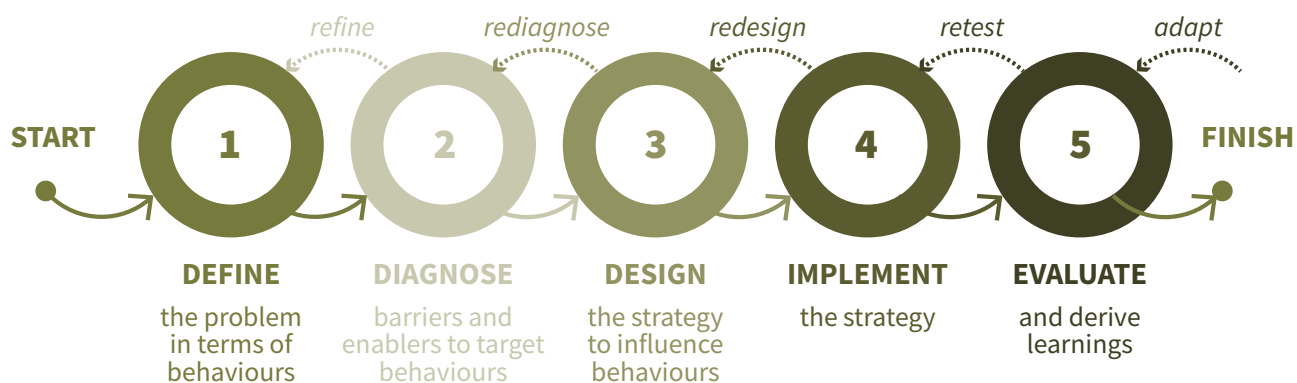 refine
rediagnose
redesign
retest
adapt
START
1
2
3
4
5
FINISH
DEFINE
the problem
in terms of
behaviours
DIAGNOSE
barriers and
enablers to target
behaviours
DESIGN
the strategy
to influence
behaviours
IMPLEMENT
the strategy
EVALUATE
and derive
learnings